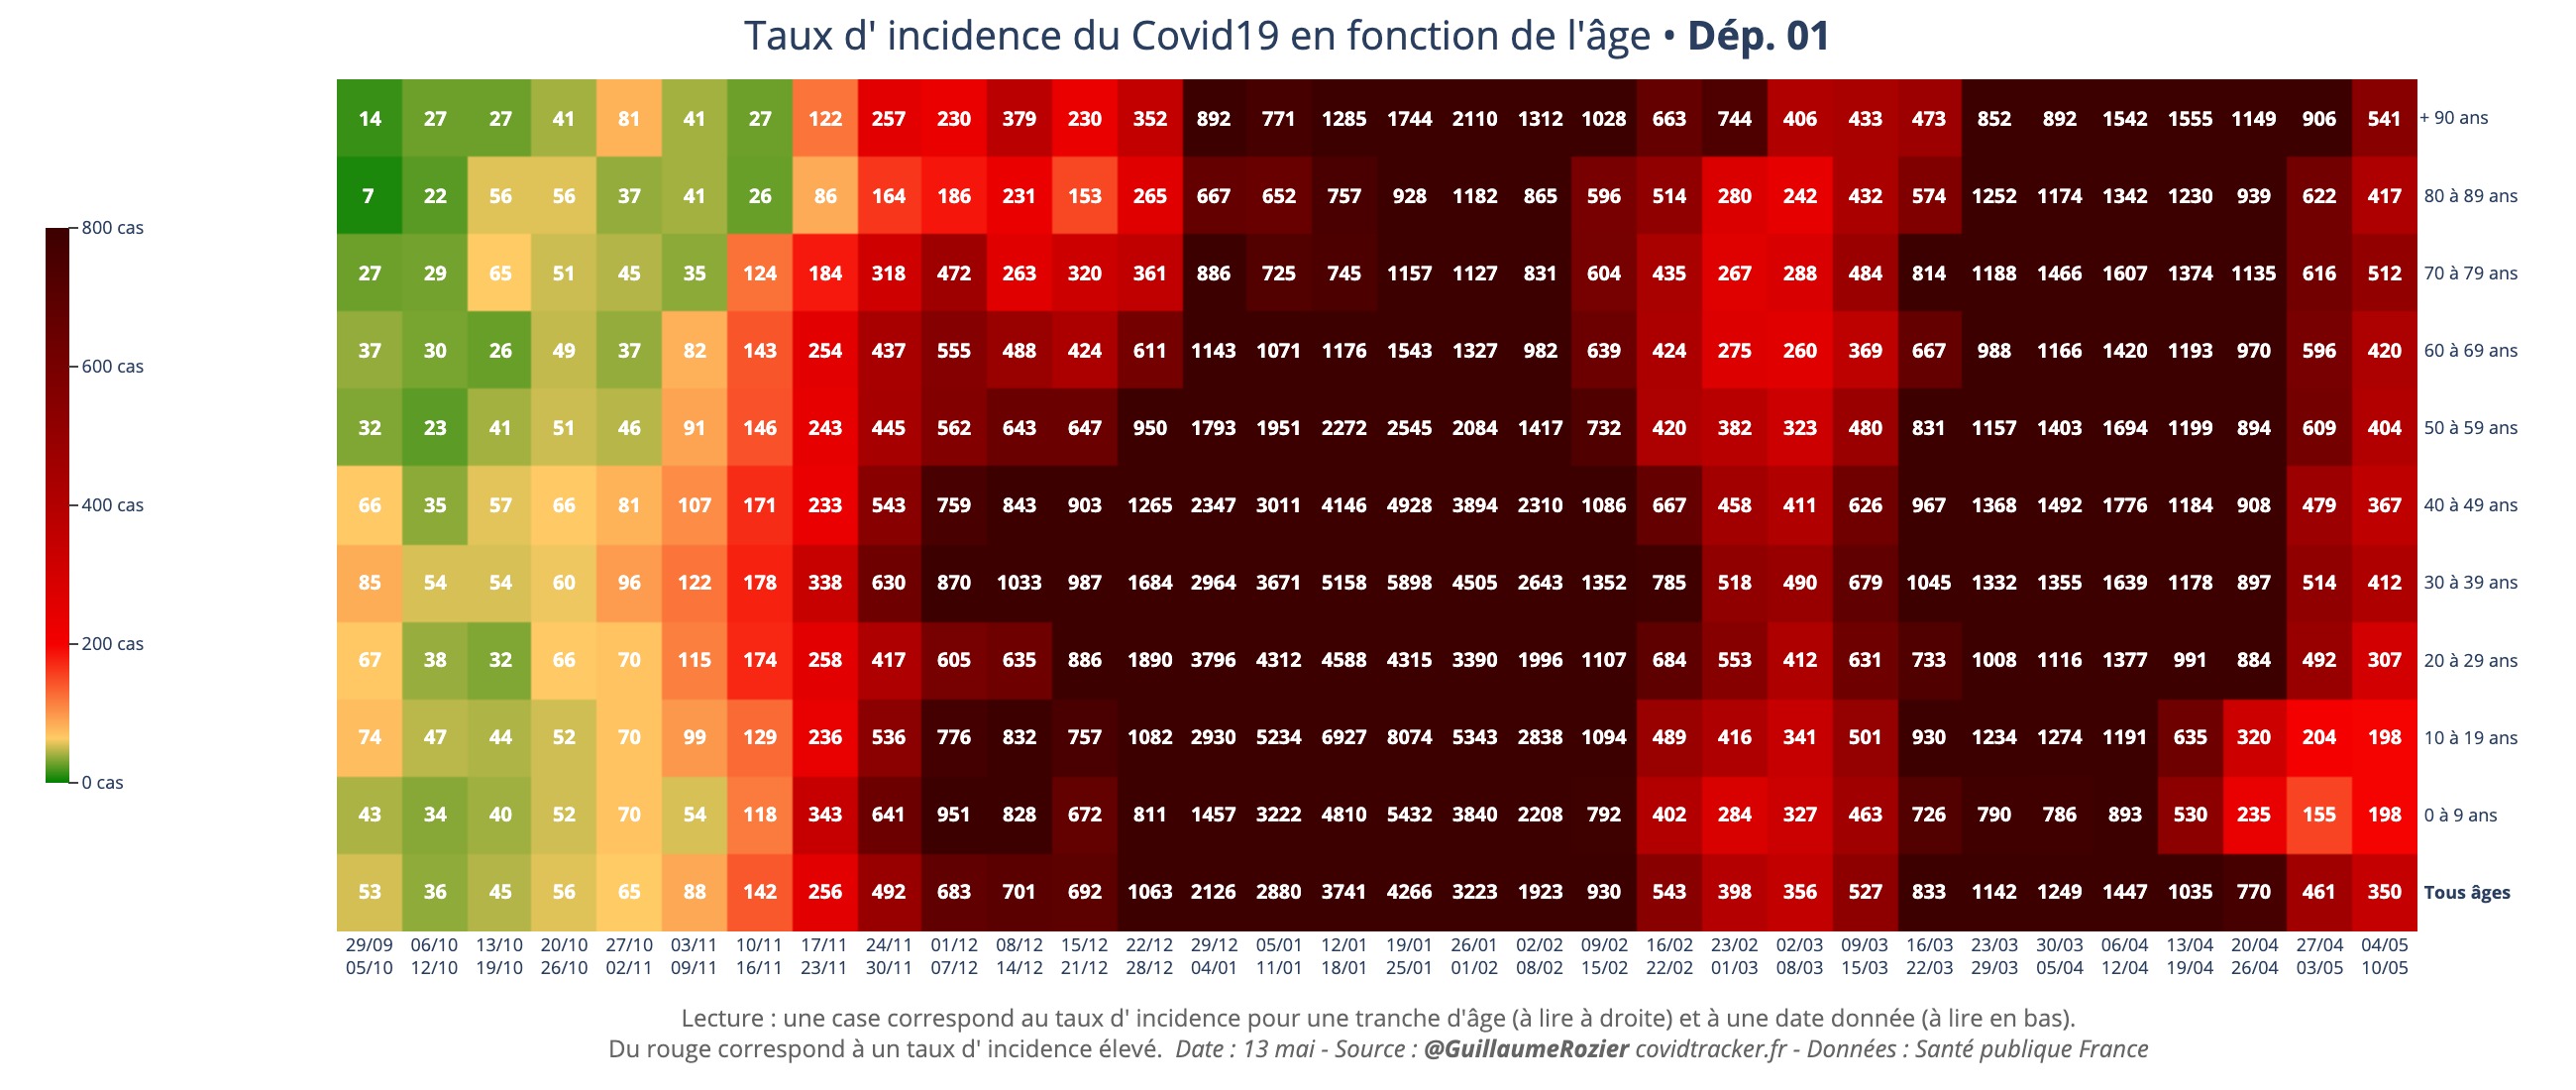 Taux d' incidence du Covid19 en fonction de l'âge • Dép. 01
800 cas
600 cas
400 cas
200 cas
0 cas
14 27 27 41 81 41 27 122 257 230 379 230 352 892 771 1285 1744 2110 1312 1028 663 744 406 433 473 852 892 1542 1555 1149 906 541 + 90 ans
7 22 56 56 37 41 26 86 164 186 231 153 265 667 652 757 928 1182 865 596 514 280 242 432 574 1252 1174 1342 1230 939 622 417 80 à 89 ans
27 29 65 51 45 35 124 184 318 472 263 320 361 886 725 745 1157 1127 831 604 435 267 288 484 814 1188 1466 1607 1374 1135 616 512 70 à 79 ans
37 30 26 49 37 82 143 254 437 555 488 424 611 1143 1071 1176 1543 1327 982 639 424 275 260 369 667 988 1166 1420 1193 970 596 420 60 à 69 ans
32 23 41 51 46 91 146 243 445 562 643 647 950 1793 1951 2272 2545 2084 1417 732 420 382 323 480 831 1157 1403 1694 1199 894 609 404 50 à 59 ans
66 35 57 66 81 107 171 233 543 759 843 903 1265 2347 3011 4146 4928 3894 2310 1086 667 458 411 626 967 1368 1492 1776 1184 908 479 367 40 à 49 ans
85 54 54 60 96 122 178 338 630 870 1033 987 1684 2964 3671 5158 5898 4505 2643 1352 785 518 490 679 1045 1332 1355 1639 1178 897 514 412 30 à 39 ans
67 38 32 66 70 115 174 258 417 605 635 886 1890 3796 4312 4588 4315 3390 1996 1107 684 553 412 631 733 1008 1116 1377 991 884 492 307 20 à 29 ans
74 47 44 52 70 99 129 236 536 776 832 757 1082 2930 5234 6927 8074 5343 2838 1094 489 416 341 501 930 1234 1274 1191 635 320 204 198 10 à 19 ans
43 34 40 52 70 54 118 343 641 951 828 672 811 1457 3222 4810 5432 3840 2208 792 402 284 327 463 726 790 786 893 530 235 155 198 0 à 9 ans
53 36 45 56 65 88 142 256 492 683 701 692 1063 2126 2880 3741 4266 3223 1923 930 543 398 356 527 833 1142 1249 1447 1035 770 461 350 Tous âges
29/09 06/10 13/10 20/10 27/10 03/11 10/11 17/11 24/11 01/12 08/12 15/12 22/12 29/12 05/01 12/01 19/01 26/01 02/02 09/02 16/02 23/02 02/03 09/03 16/03 23/03 30/03 06/04 13/04 20/04 27/04 04/05
05/10 12/10 19/10 26/10 02/11 09/11 16/11 23/11 30/11 07/12 14/12 21/12 28/12 04/01 11/01 18/01 25/01 01/02 08/02 15/02 22/02 01/03 08/03 15/03 22/03 29/03 05/04 12/04 19/04 26/04 03/05 10/05
Lecture : une case correspond au taux d' incidence pour une tranche d'âge (à lire à droite) et à une date donnée (à lire en bas).
Du rouge correspond à un taux d' incidence élevé. Date : 13 mai - Source : @GuillaumeRozier covidtracker.fr - Données : Santé publique France